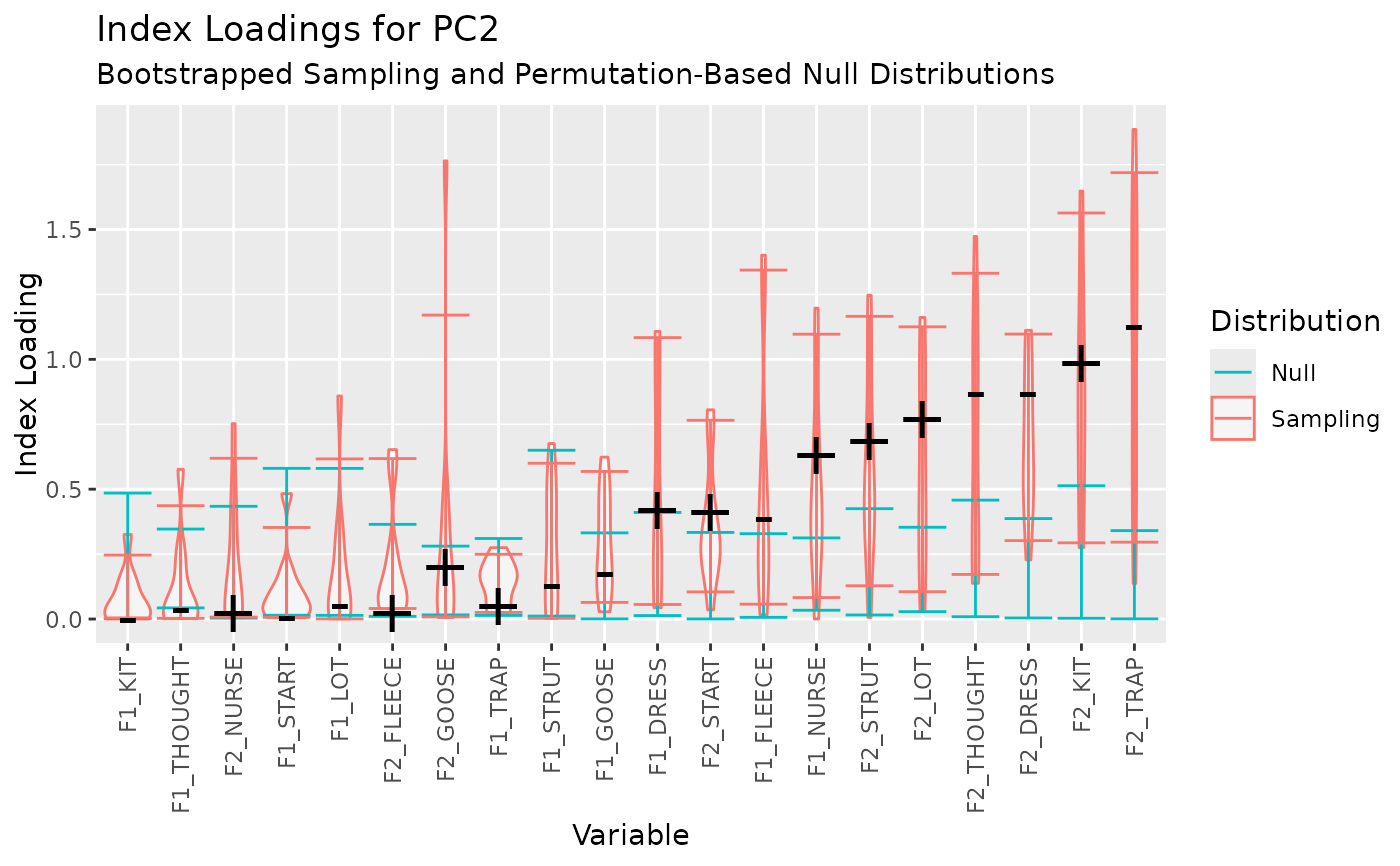 Index Loadings for PC2
Bootstrapped Sampling and Permutation-Based Null Distributions
Index Loading
1.5
1.0
0.5
0.0
F1_KIT
F1_THOUGHT
F2_NURSE
F1_START
F1_LOT
F2_FLEECE
F2_GOOSE
F1_TRAP
F1_STRUT
F1_GOOSE
F1_DRESS
F2_START
F1_FLEECE
F1_NURSE
F2_STRUT
F2_LOT
F2_THOUGHT
F2_DRESS
F2_KIT
F2_TRAP
Variable
Distribution
Null
Sampling